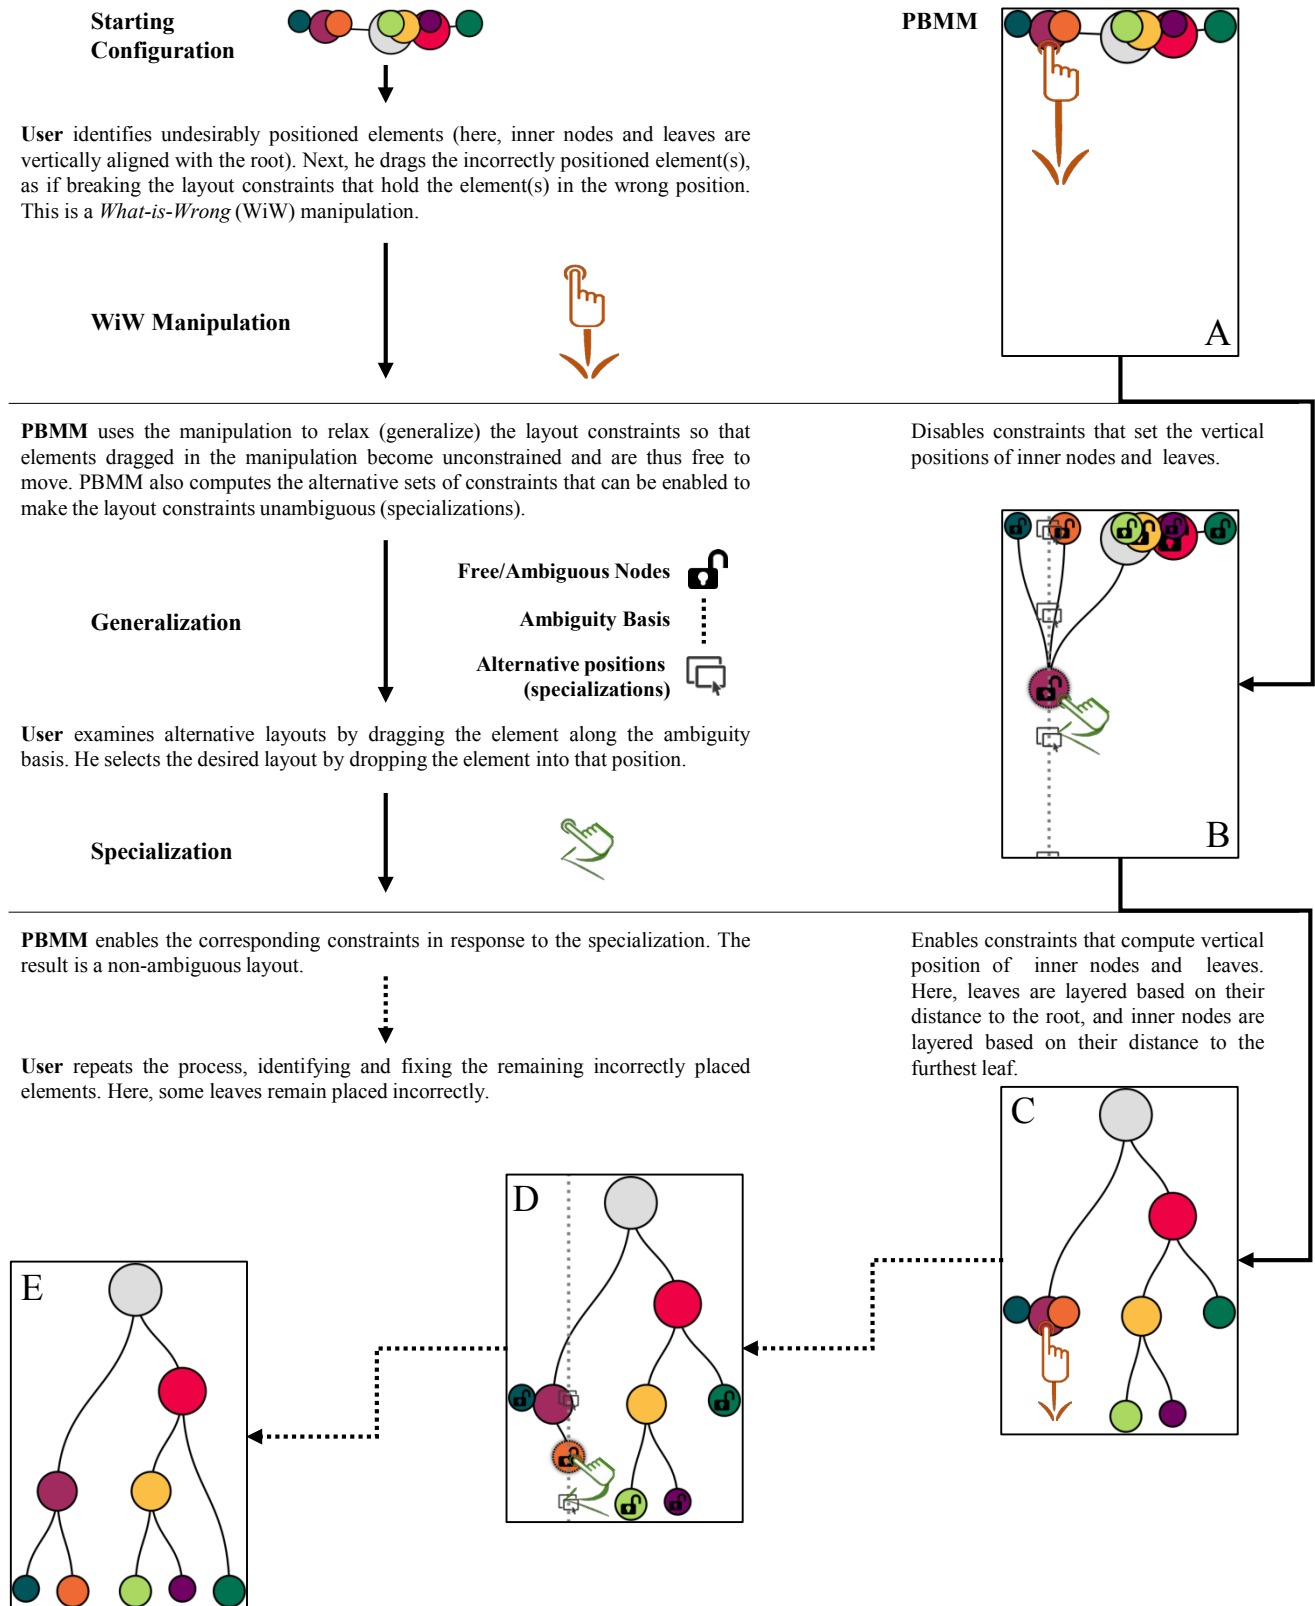 Starting
Configuration
PBMM
User identifies undesirably positioned elements (here, inner nodes and leaves are
vertically aligned with the root). Next, he drags the incorrectly positioned element(s),
as if breaking the layout constraints that hold the element(s) in the wrong position.
This is a What-is-Wrong (WiW) manipulation.
WiW Manipulation
A
PBMM uses the manipulation to relax (generalize) the layout constraints so that
elements dragged in the manipulation become unconstrained and are thus free to
move. PBMM also computes the alternative sets of constraints that can be enabled to
make the layout constraints unambiguous (specializations).
Disables constraints that set the vertical
positions of inner nodes and leaves.
Free/Ambiguous Nodes
Generalization
Ambiguity Basis
Alternative positions
(specializations)
User examines alternative layouts by dragging the element along the ambiguity
basis. He selects the desired layout by dropping the element into that position.
B
Specialization
PBMM enables the corresponding constraints in response to the specialization. The
result is a non-ambiguous layout.
Enables constraints that compute vertical
position of inner nodes and leaves.
Here, leaves are layered based on their
distance to the root, and inner nodes are
layered based on their distance to the
furthest leaf.
User repeats the process, identifying and fixing the remaining incorrectly placed
elements. Here, some leaves remain placed incorrectly.
C
D
E